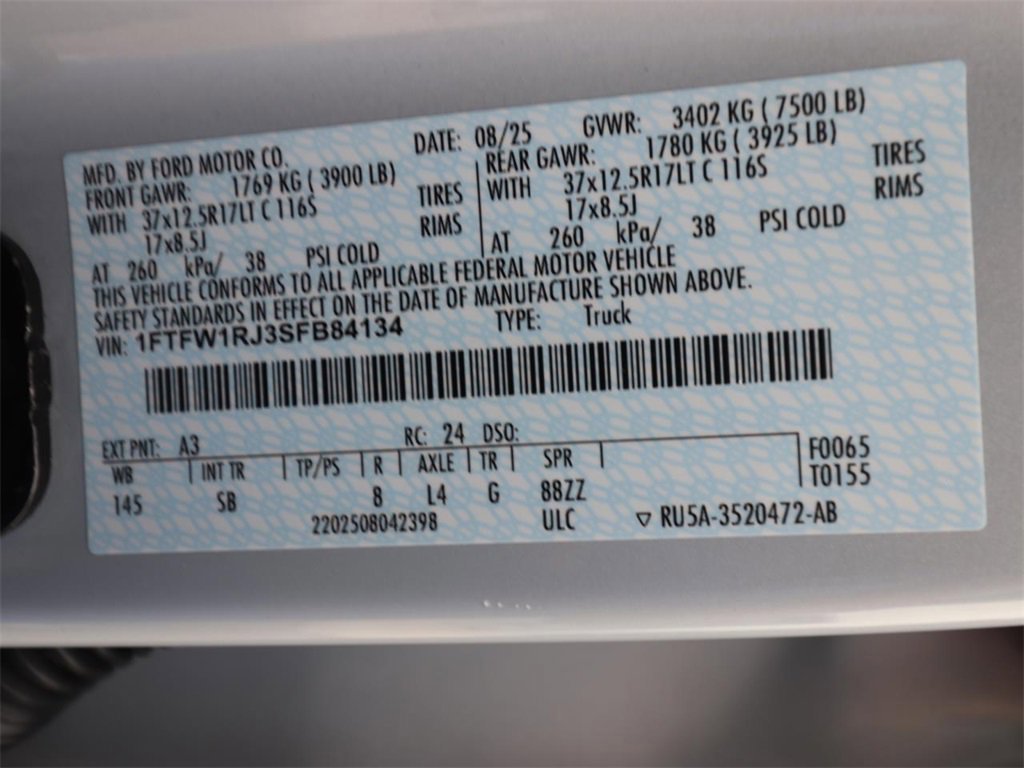 MFD. BY FORD MOTOR CO. DATE: 08/25 GVWR: 3402 KG ( 7500 LB)
FRONT GAWR: 1769 KG ( 3900 LB) REAR GAWR: 1780 KG ( 3925 LB)
WITH 37x12.5R17LT C 116S TIRES WITH 37x12.5R17LT C 116S TIRES
17x8.5J RIMS 17x8.5J RIMS
AT 260 kPa/ 38 PSI COLD AT 260 kPa/ 38 PSI COLD
THIS VEHICLE CONFORMS TO ALL APPLICABLE FEDERAL MOTOR VEHICLE
SAFETY STANDARDS IN EFFECT ON THE DATE OF MANUFACTURE SHOWN ABOVE.
VIN: 1FTFW1RJ3SFB84134 TYPE: Truck
EXT PNT: A3 RC: 24 DSO:
WB INT TR TP/PS R AXLE TR SPR F0065
145 SB 8 L4 G 88ZZ T0155
2202508042398 ULC ▽ RU5A-3520472-AB